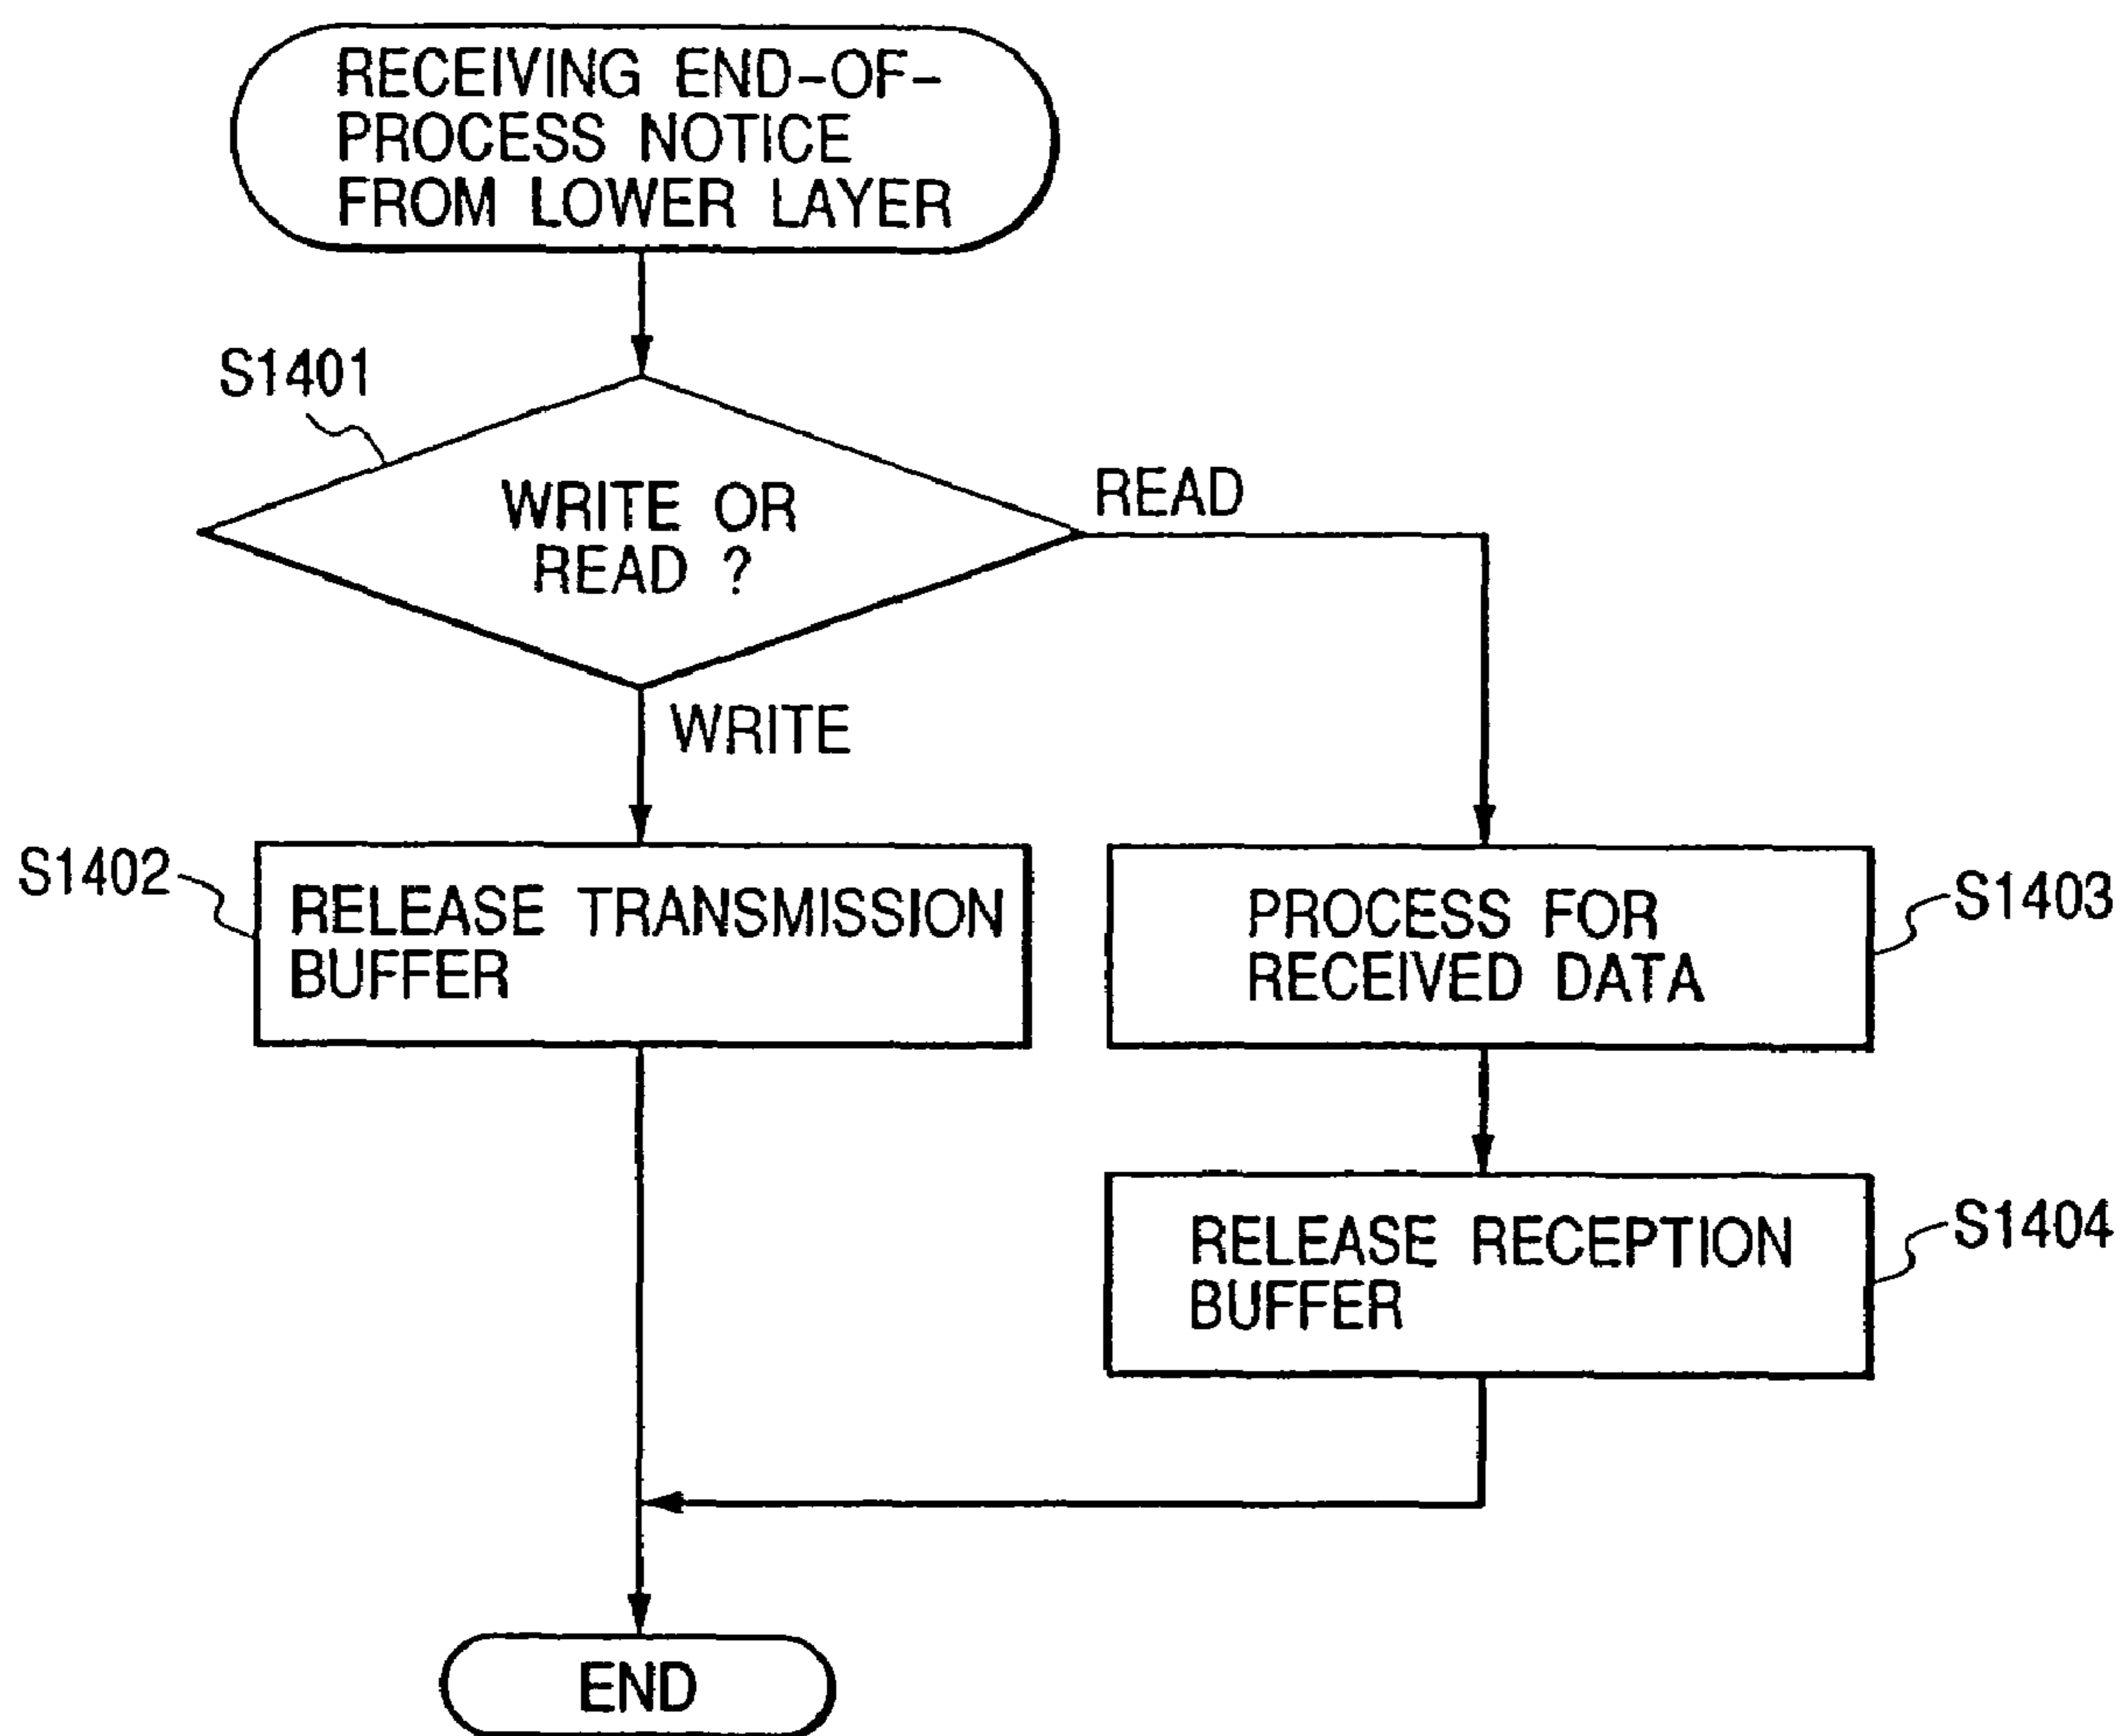 RECEIVING END-OF-
PROCESS NOTICE
FROM LOWER LAYER
S1401
WRITE OR
READ ?
READ
WRITE
S1402
RELEASE TRANSMISSION
BUFFER
PROCESS FOR
RECEIVED DATA
S1403
RELEASE RECEPTION
BUFFER
S1404
END